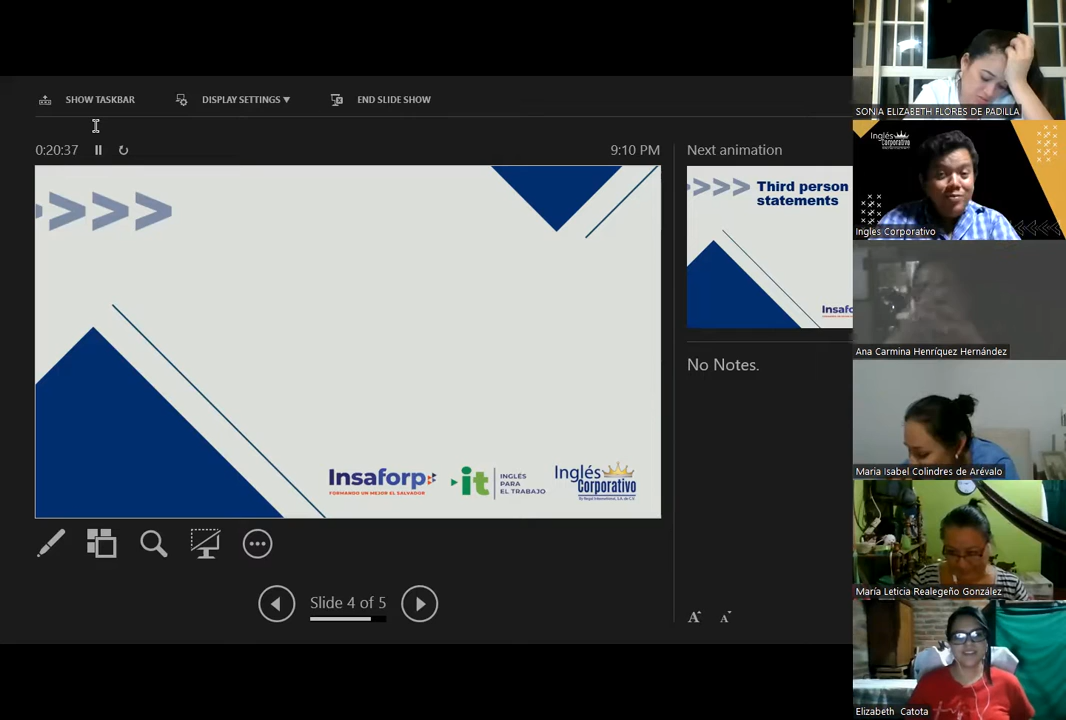 SHOW TASKBAR
DISPLAY SETTINGS ▼
END SLIDE SHOW
0:20:37
9:10 PM
Next animation
>>>>
>>>>
Third person
statements
Insaforp
FORMANDO UN MEJOR EL SALVADOR
it
INGLÉS
PARA
EL TRABAJO
Inglés
Corporativo
Insafo
No Notes.
Slide 4 of 5
A A
SONIA ELIZABETH FLORES DE PADILLA
Inglés
Corporativo
Ingles Corporativo
Ana Carmina Henríquez Hernández
Maria Isabel Colindres de Arévalo
María Leticia Realegeño González
Elizabeth Catota